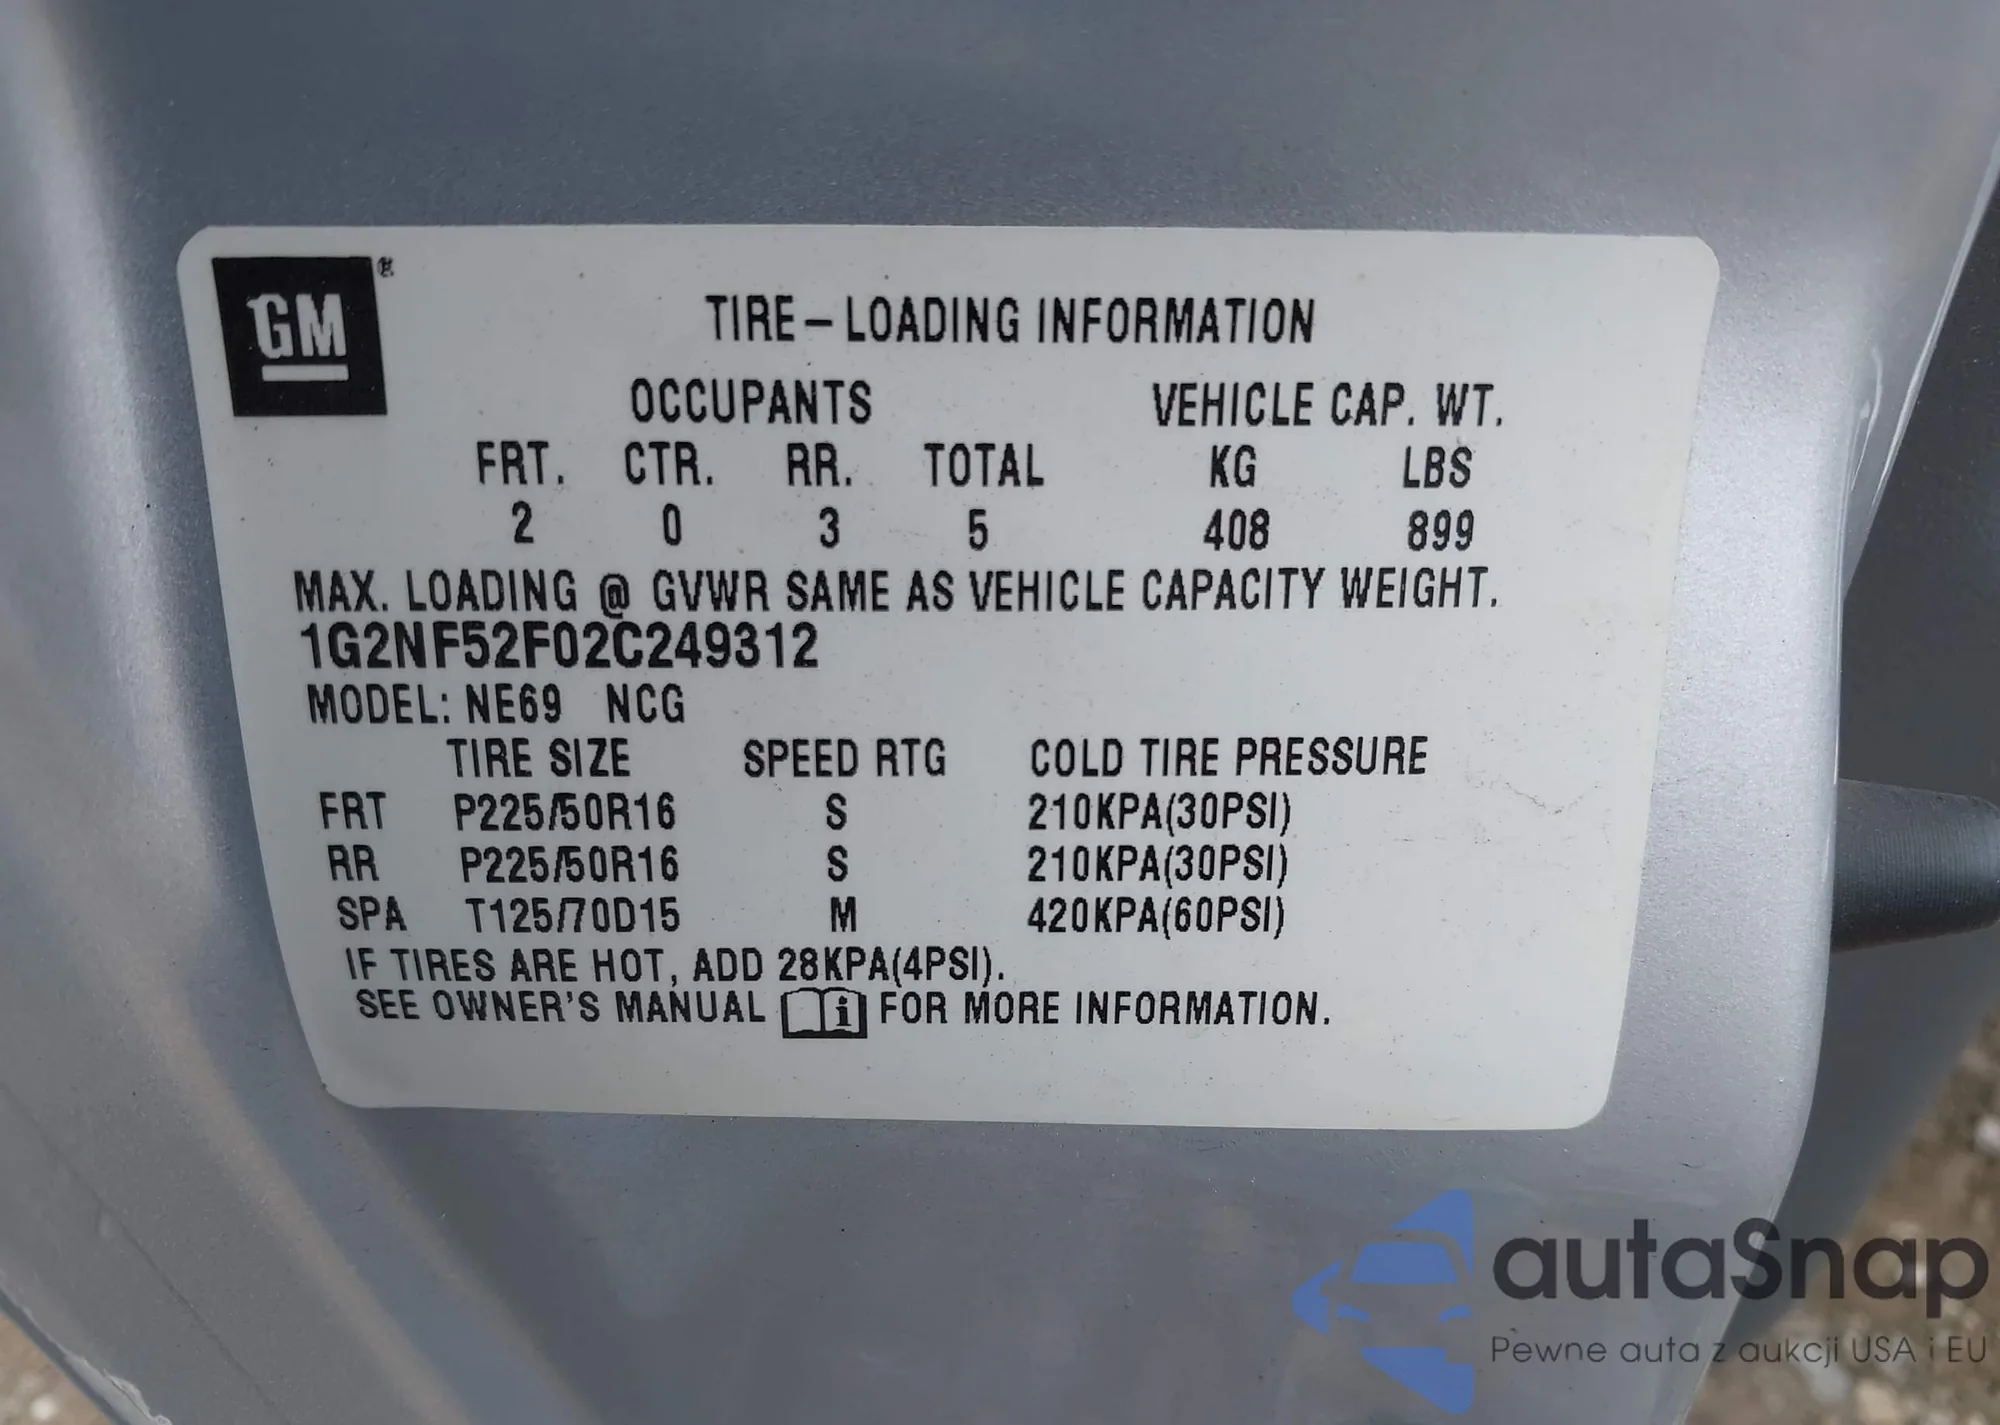 GM®
TIRE-LOADING INFORMATION
OCCUPANTS VEHICLE CAP. WT.
FRT. CTR. RR. TOTAL KG LBS
2 0 3 5 408 899
MAX. LOADING @ GVWR SAME AS VEHICLE CAPACITY WEIGHT.
1G2NF52F02C249312
MODEL: NE69 NCG
TIRE SIZE SPEED RTG COLD TIRE PRESSURE
FRT P225/50R16 S 210KPA(30PSI)
RR P225/50R16 S 210KPA(30PSI)
SPA T125/70D15 M 420KPA(60PSI)
IF TIRES ARE HOT, ADD 28KPA(4PSI).
SEE OWNER'S MANUAL i FOR MORE INFORMATION.
autaSnap
Pewne auta z aukcji USA i EU